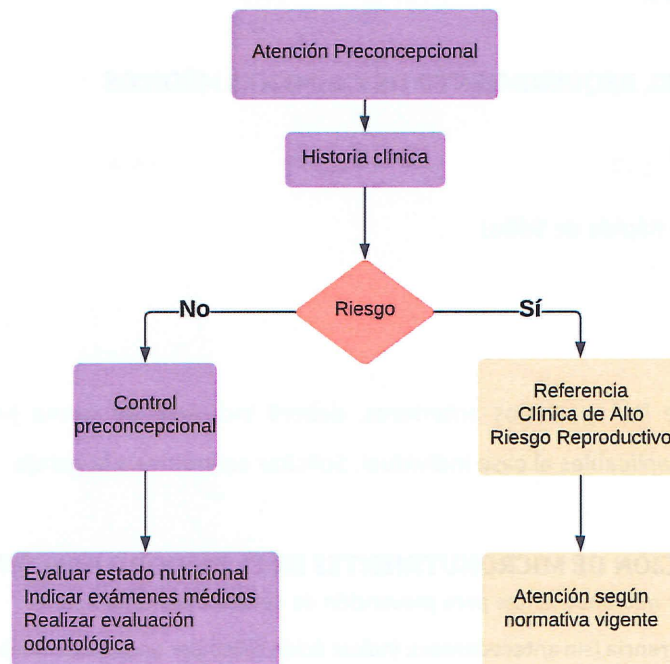 Atención Preconcepcional
Historia clínica
Riesgo
No
Sí
Control
preconcepcional
Referencia
Clínica de Alto
Riesgo Reproductivo
Evaluar estado nutricional
Indicar exámenes médicos
Realizar evaluación
odontológica
Atención según
normativa vigente